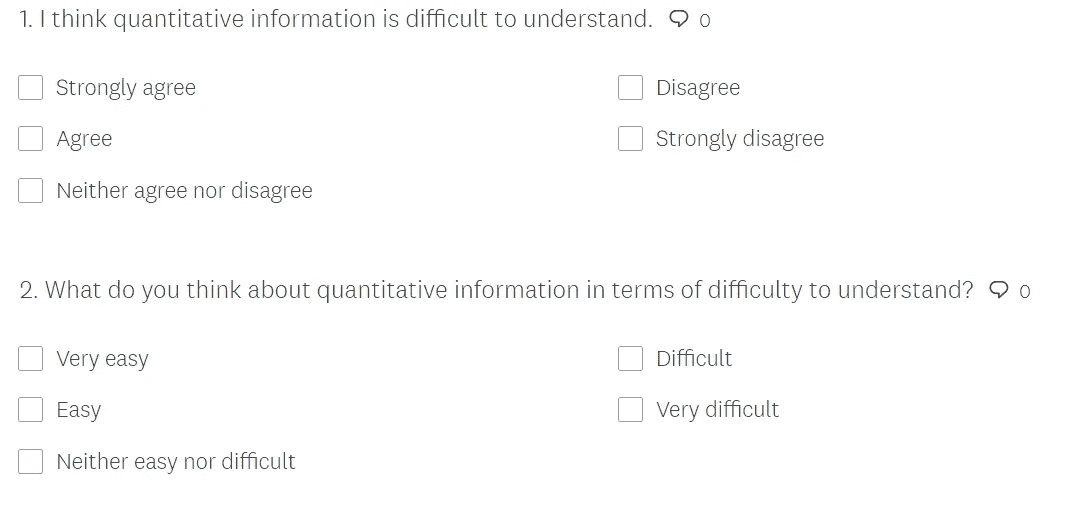 1. I think quantitative information is difficult to understand. 0
Strongly agree
Disagree
Agree
Strongly disagree
Neither agree nor disagree
2. What do you think about quantitative information in terms of difficulty to understand? 0
Very easy
Difficult
Easy
Very difficult
Neither easy nor difficult